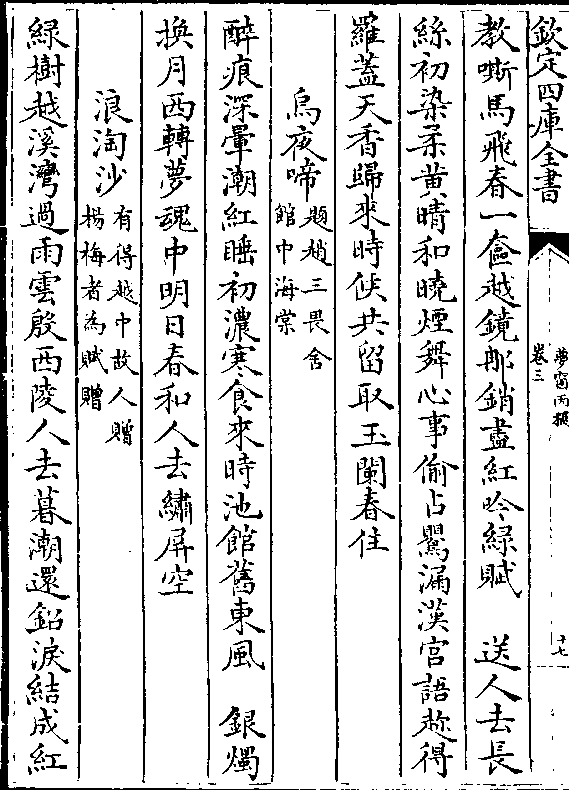 欽定四庫全書
夢窗丙稿
卷三
十七
教嘶馬飛春一奩越鏡那銷盡紅吟綠賦　送人去長
絲初染柔黄晴和曉煙舞心事偷占鶯漏漢宫語趂得
羅蓋天香歸來時候共留取玉闌春住
烏夜啼題趙三畏舍
館中海棠
醉痕深暈潮紅睡初濃寒食來時池館舊東風　銀燭
换月西轉夢魂中明日春和人去繡屏空
浪淘沙有得越中故人贈
楊梅者為賦贈
緑樹越溪灣過雨雲殷西陵人去暮潮還鉛淚結成紅